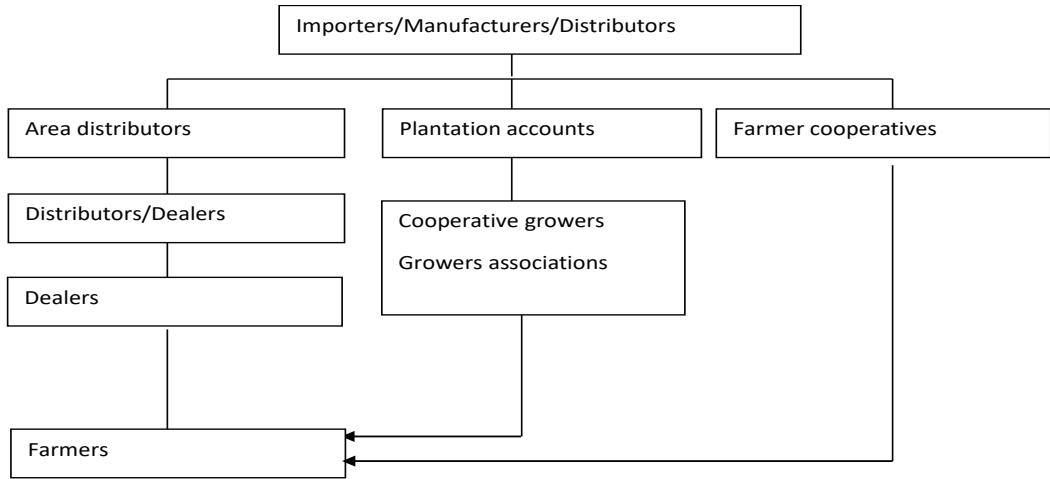 Importers/Manufacturers/Distributors
Area distributors
Plantation accounts
Farmer cooperatives
Distributors/Dealers
Cooperative growers
Growers associations
Dealers
Farmers